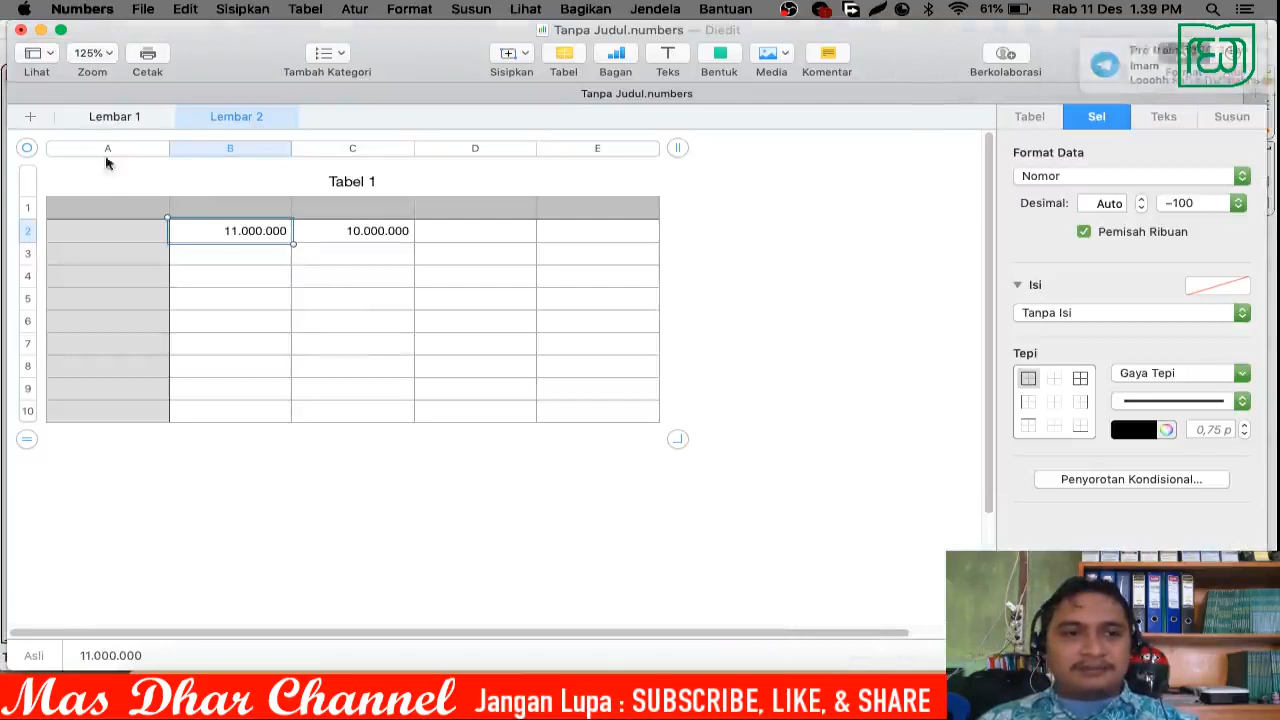 Numbers File Edit Sisipkan Tabel Atur Format Susun Lihat Bagikan Jendela Bantuan 61% Rab 11 Des 1.39 PM
Tanpa Judul.numbers — Diedit
125%
Lihat Zoom Cetak Tambah Kategori Sisipkan Tabel Bagan Teks Bentuk Media Komentar Berkolaborasi
Imam
Tanpa Judul.numbers
Lembar 1 Lembar 2
Tabel Sel Teks Susun
A B C D E
Tabel 1
1
2 11.000.000 10.000.000
3
4
5
6
7
8
9
10
Format Data
Nomor
Desimal: Auto −100
Pemisah Ribuan
Isi
Tanpa Isi
Tepi
Gaya Tepi
0,75 p
Penyorotan Kondisional...
Asli 11.000.000
Mas Dhar Channel Jangan Lupa : SUBSCRIBE, LIKE, & SHARE